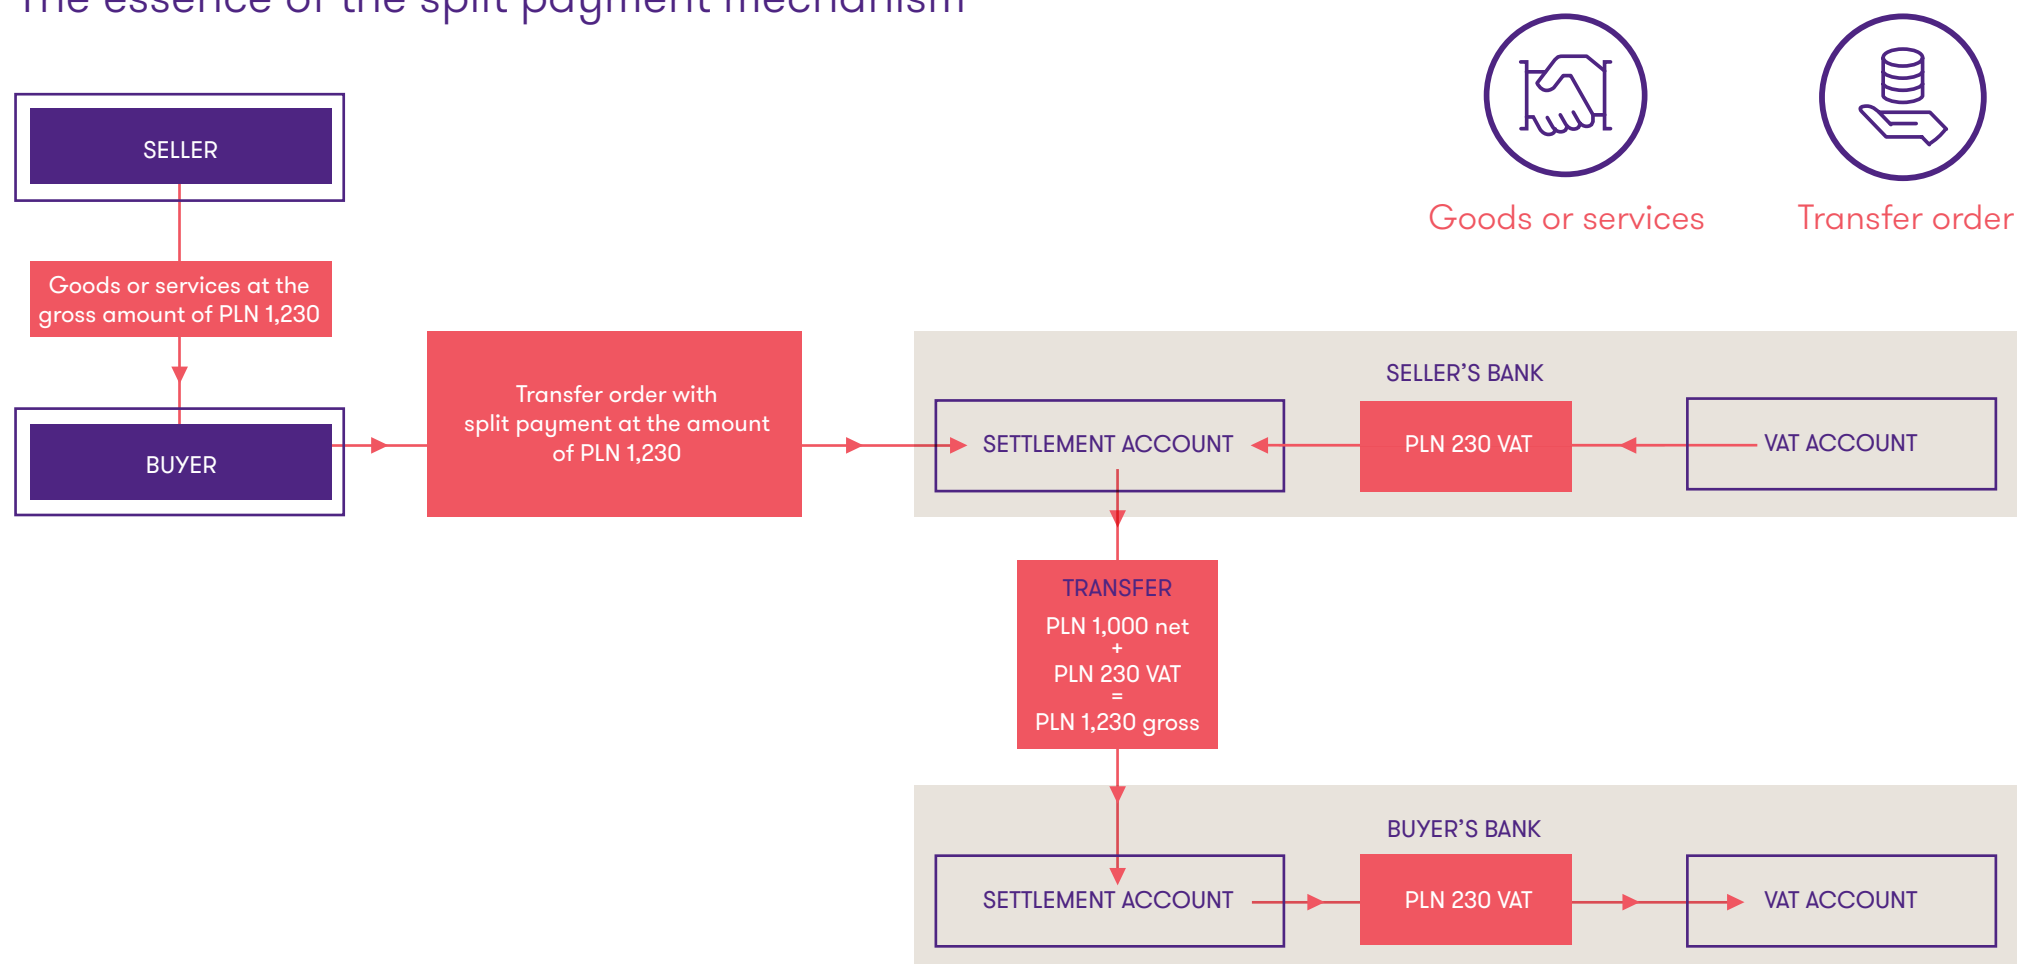 The essence of the split payment mechanism
Goods or services
Transfer order
SELLER
Goods or services at the
gross amount of PLN 1,230
BUYER
Transfer order with
split payment at the amount
of PLN 1,230
SELLER'S BANK
SETTLEMENT ACCOUNT
PLN 230 VAT
VAT ACCOUNT
TRANSFER
PLN 1,000 net
+
PLN 230 VAT
=
PLN 1,230 gross
BUYER'S BANK
SETTLEMENT ACCOUNT
PLN 230 VAT
VAT ACCOUNT